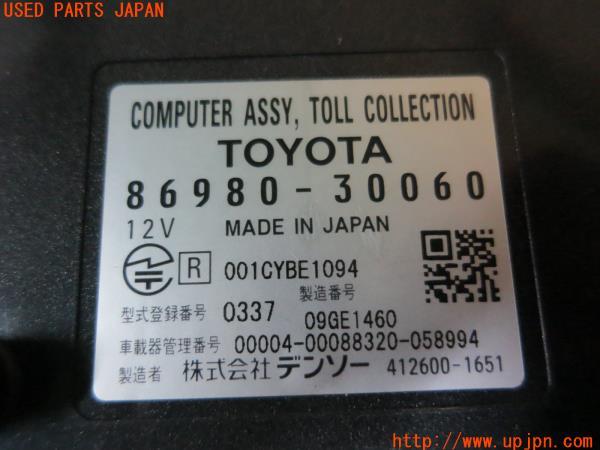 USED PARTS JAPAN
COMPUTER ASSY, TOLL COLLECTION
TOYOTA
86980-30060
12V MADE IN JAPAN
R 001CYBE1094
型式登録番号 0337 製造番号 09GE1460
車載器管理番号 00004-00088320-058994
製造者 株式会社 デンソー 412600-1651
http://www.upjpn.com/